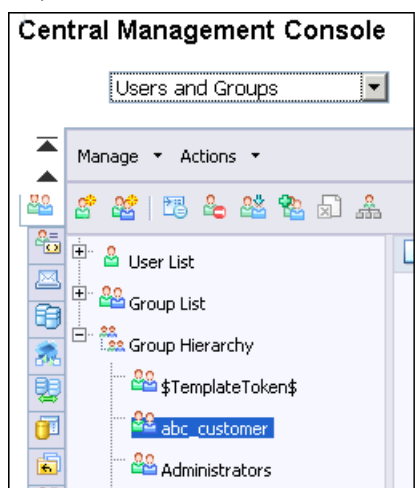 Central Management Console
Users and Groups
Manage Actions
User List
Group List
Group Hierarchy
$TemplateToken$
abc_customer
Administrators